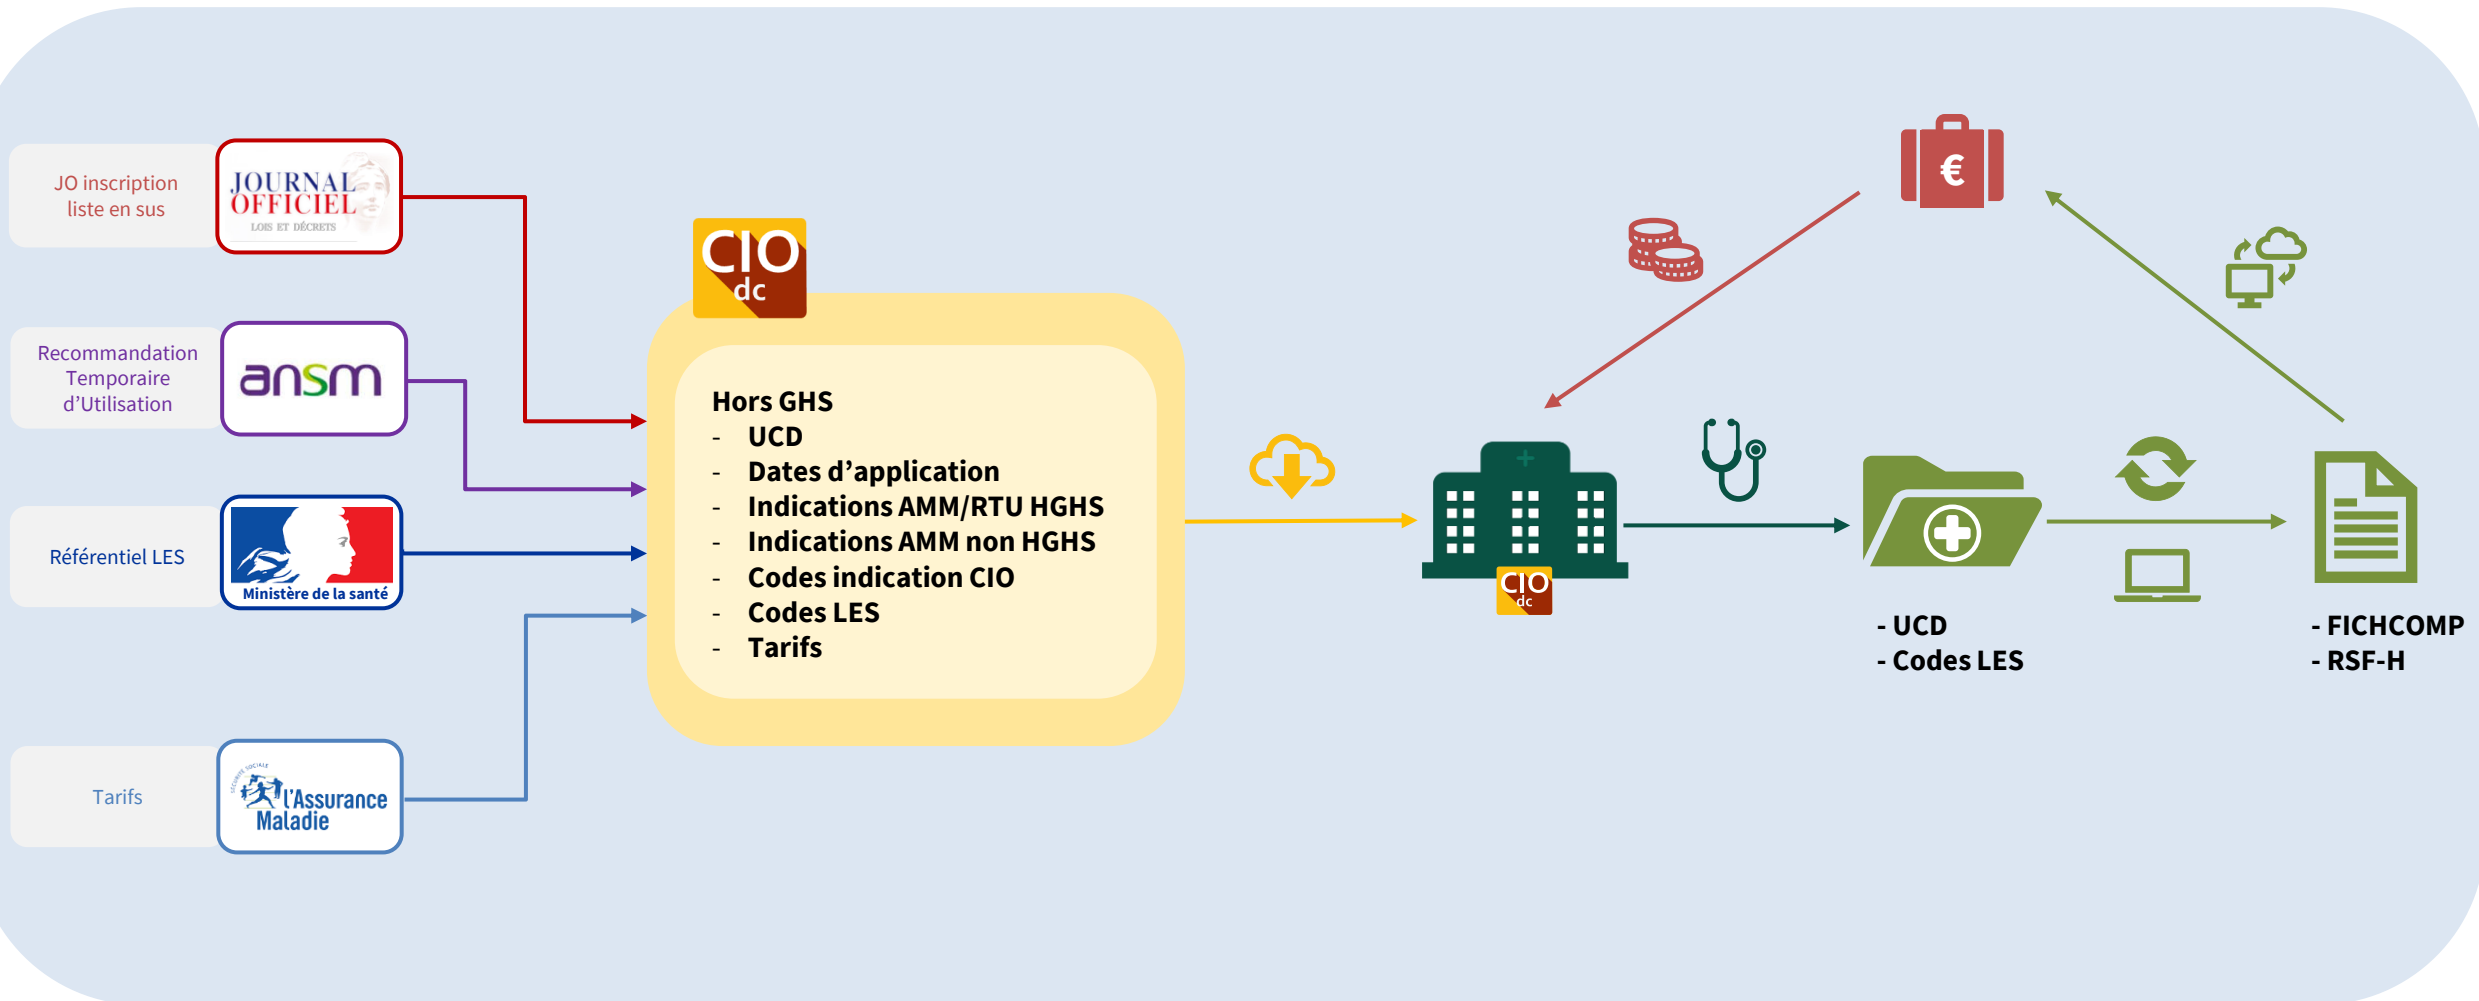 JO inscription
liste en sus
JOURNAL
OFFICIEL
LOIS ET DÉCRETS
Recommandation
Temporaire
d’Utilisation
ansm
Référentiel LES
Ministère de la santé
Tarifs
SÉCURITÉ SOCIALE
l'Assurance
Maladie
CIO
dc
Hors GHS
- UCD
- Dates d’application
- Indications AMM/RTU HGHS
- Indications AMM non HGHS
- Codes indication CIO
- Codes LES
- Tarifs
€
CIO
dc
- UCD
- Codes LES
- FICHCOMP
- RSF-H